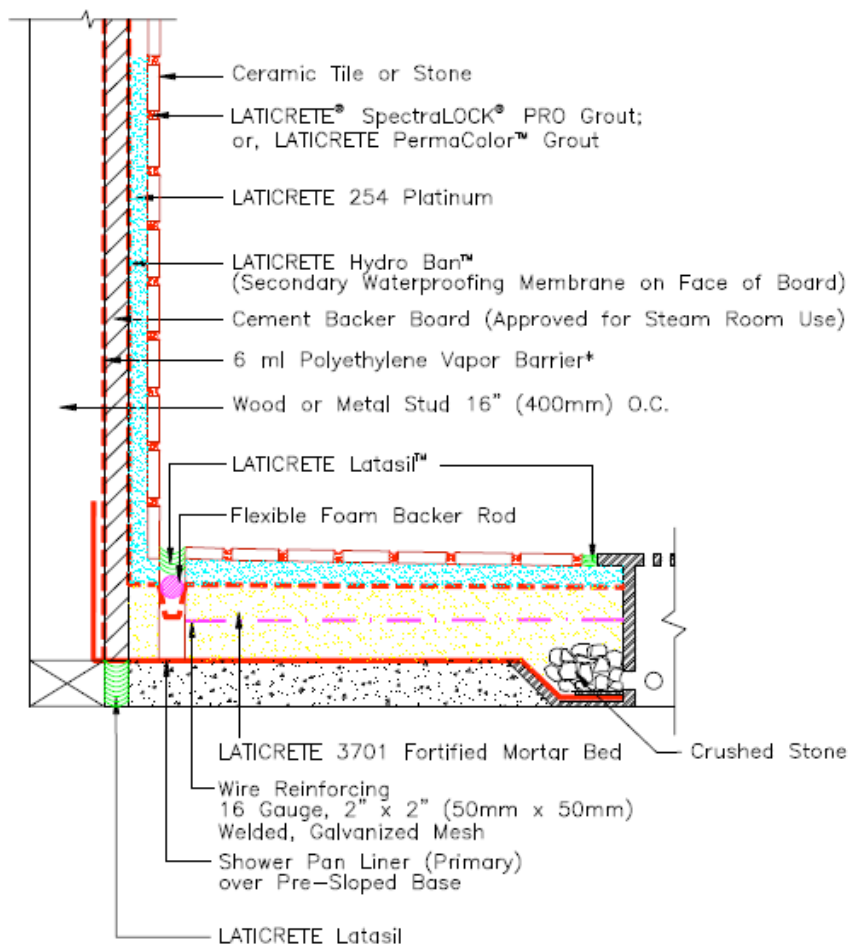 Ceramic Tile or Stone
LATICRETE® SpectraLOCK® PRO Grout;
or, LATICRETE PermaColor™ Grout
LATICRETE 254 Platinum
LATICRETE Hydro Ban™
(Secondary Waterproofing Membrane on Face of Board)
Cement Backer Board (Approved for Steam Room Use)
6 ml Polyethylene Vapor Barrier*
Wood or Metal Stud 16" (400mm) O.C.
LATICRETE Latasil™
Flexible Foam Backer Rod
LATICRETE 3701 Fortified Mortar Bed
Crushed Stone
Wire Reinforcing
16 Gauge, 2" x 2" (50mm x 50mm)
Welded, Galvanized Mesh
Shower Pan Liner (Primary)
over Pre-Sloped Base
LATICRETE Latasil